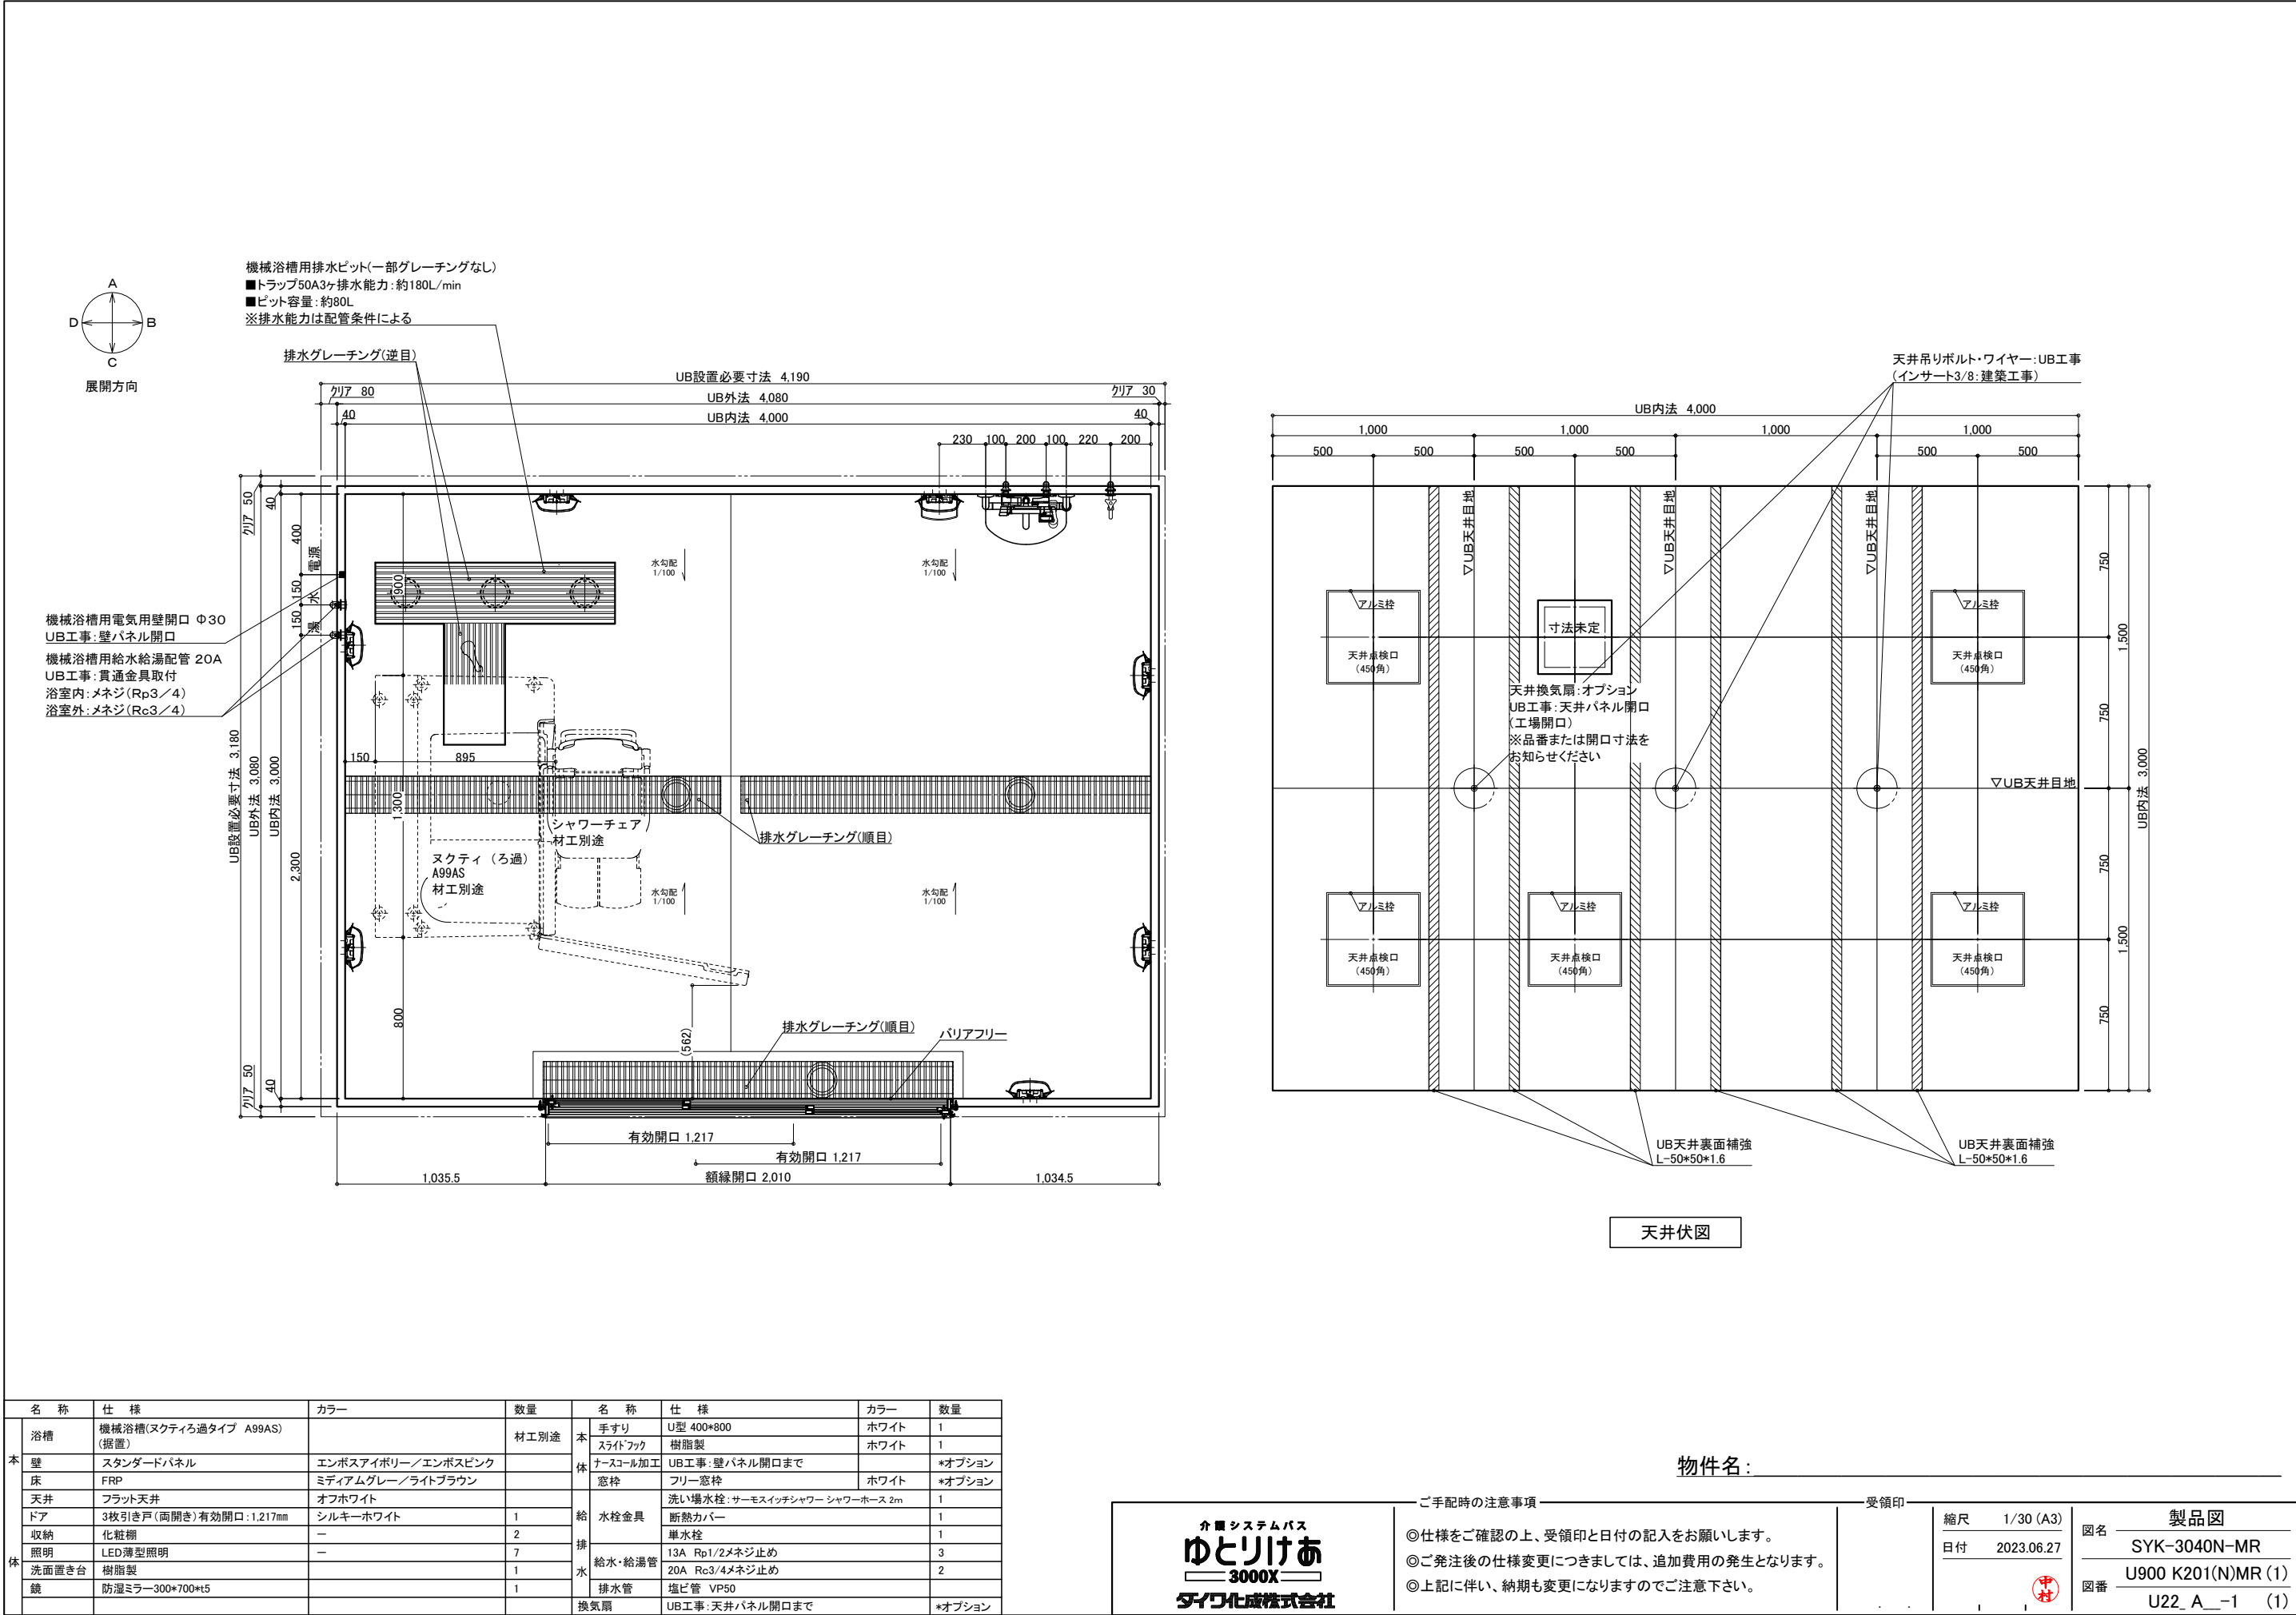 機械浴槽用排水ピット(一部グレーチングなし)
■トラップ50A3ヶ排水能力：約180L/min
■ピット容量：約80L
※排水能力は配管条件による
排水グレーチング(逆目)
A
D
B
C
展開方向
UB設置必要寸法 4,190
クリア 80
クリア 30
UB外法 4,080
40
UB内法 4,000
40
230
100
200
100
220
200
クリア 50
40
400
電源
150
水
150
湯
900
水勾配
1/100
水勾配
1/100
機械浴槽用電気用壁開口 Φ30
UB工事：壁パネル開口
機械浴槽用給水給湯配管 20A
UB工事：貫通金具取付
浴室内：メネジ(Rp3／4)
浴室外：メネジ(Rc3／4)
UB設置必要寸法 3,180
UB外法 3,080
UB内法 3,000
2,300
150
895
1,300
シャワーチェア
材工別途
排水グレーチング(順目)
ヌクティ（ろ過）
A99AS
材工別途
水勾配
1/100
水勾配
1/100
800
(562)
排水グレーチング(順目)
バリアフリー
クリア 50
40
有効開口 1,217
有効開口 1,217
1,035.5
額縁開口 2,010
1,034.5
天井吊りボルト・ワイヤー：UB工事
(インサート3/8：建築工事)
UB内法 4,000
1,000
1,000
1,000
1,000
500
500
500
500
500
500
▽UB天井目地
▽UB天井目地
▽UB天井目地
アルミ枠
天井点検口
(450角)
寸法未定
アルミ枠
天井点検口
(450角)
天井換気扇：オプション
UB工事：天井パネル開口
(工場開口)
※品番または開口寸法を
お知らせください
▽UB天井目地
750
750
750
750
1,500
1,500
UB内法 3,000
アルミ枠
天井点検口
(450角)
アルミ枠
天井点検口
(450角)
アルミ枠
天井点検口
(450角)
UB天井裏面補強
L-50*50*1.6
UB天井裏面補強
L-50*50*1.6
天井伏図
名 称 仕 様 カラー 数量
本体
浴槽 機械浴槽(ヌクティろ過タイプ A99AS)
(据置) 材工別途
壁 スタンダードパネル エンボスアイボリー／エンボスピンク
床 FRP ミディアムグレー／ライトブラウン
天井 フラット天井 オフホワイト
ドア 3枚引き戸(両開き)有効開口：1,217mm シルキーホワイト 1
収納 化粧棚 － 2
照明 LED薄型照明 － 7
洗面置き台 樹脂製 1
鏡 防湿ミラー300*700*t5 1
名 称 仕 様 カラー 数量
本体
手すり U型 400*800 ホワイト 1
スライドフック 樹脂製 ホワイト 1
ナースコール加工 UB工事：壁パネル開口まで *オプション
窓枠 フリー窓枠 ホワイト *オプション
給排水
水栓金具 洗い場水栓：サーモスイッチシャワー シャワーホース 2m 1
断熱カバー 1
単水栓 1
給水・給湯管 13A Rp1/2メネジ止め 3
20A Rc3/4メネジ止め 2
排水管 塩ビ管 VP50
換気扇 UB工事：天井パネル開口まで *オプション
物件名：
介護システムバス
ゆとりけあ
3000X
ダイワ化成株式会社
ご手配時の注意事項
◎仕様をご確認の上、受領印と日付の記入をお願いします。
◎ご発注後の仕様変更につきましては、追加費用の発生となります。
◎上記に伴い、納期も変更になりますのでご注意下さい。
受領印
縮尺 1/30 (A3)
日付 2023.06.27
中村
図名 製品図
SYK-3040N-MR
図番 U900 K201(N)MR (1)
U22_ A__-1 (1)